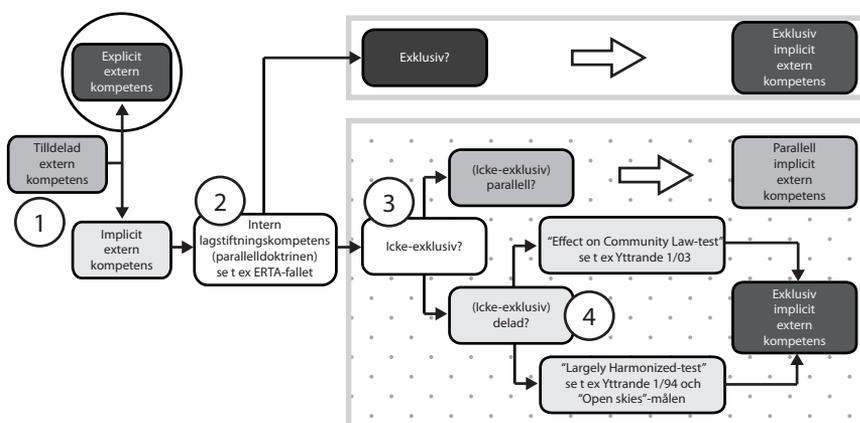 Explicit
extern
kompetens
Tilldelad
extern
kompetens
1
Implicit
extern
kompetens
2
Intern
lagstiftningskompetens
(paralelldoktrinen)
se t ex ERTA-fallet
Exklusiv?
Exklusiv
implicit
extern
kompetens
3
Icke-exklusiv?
(Icke-exklusiv)
parallell?
Parallell
implicit
extern
kompetens
(Icke-exklusiv)
delad?
4
“Effect on Community Law-test”
se t ex Yttrande 1/03
“Largely Harmonized-test”
se t ex Yttrande 1/94 och
“Open skies”-målen
Exklusiv
implicit
extern
kompetens